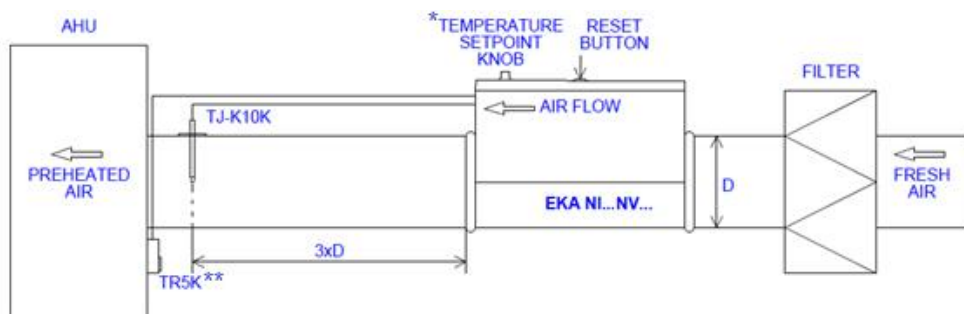 AHU
*TEMPERATURE
SETPOINT
KNOB
RESET
BUTTON
FILTER
TJ-K10K
AIR FLOW
PREHEATED
AIR
D
FRESH
AIR
EKA NI...NV...
3xD
TR5K**